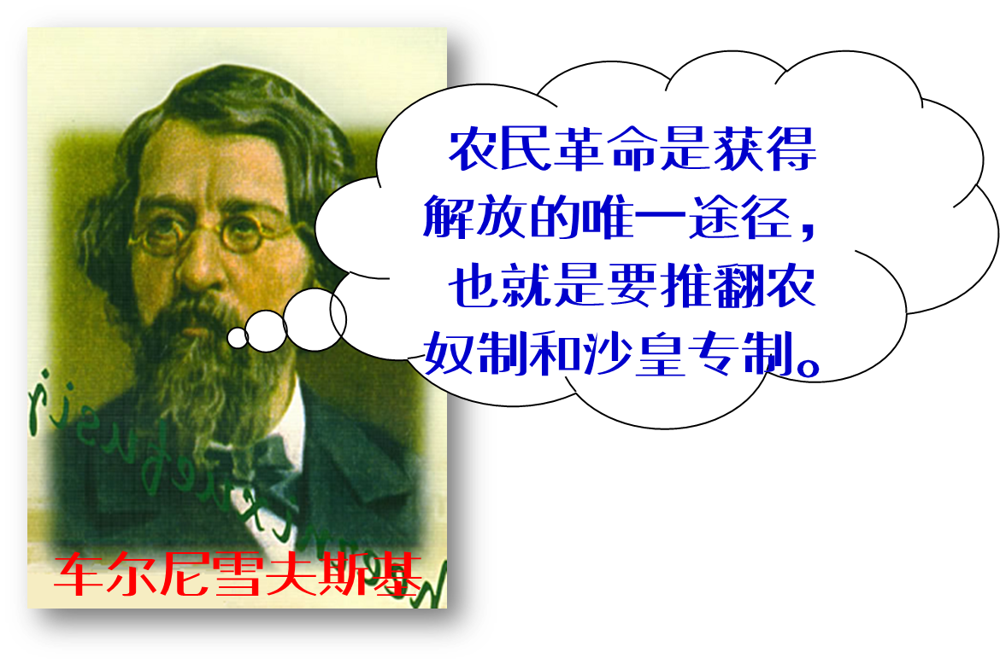 农民革命是获得
解放的唯一途径，
也就是要推翻农
奴制和沙皇专制。
车尔尼雪夫斯基